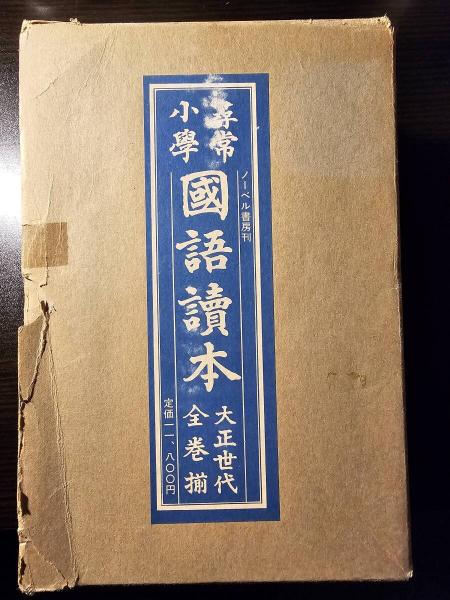 尋常
小學
國語讀本
ノーベル書房刊
大正世代
全巻揃
定価一一、八〇〇円